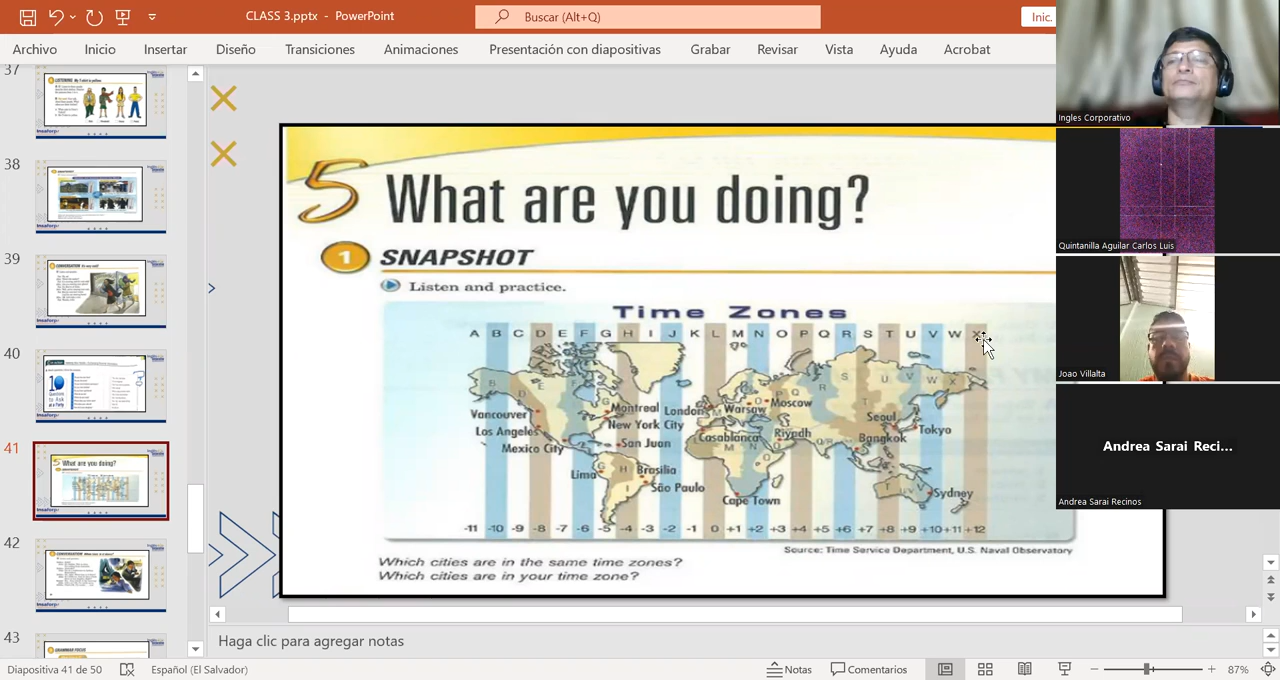 CLASS 3.pptx - PowerPoint
Buscar (Alt+Q)
Inic.
Archivo Inicio Insertar Diseño Transiciones Animaciones Presentación con diapositivas Grabar Revisar Vista Ayuda Acrobat
37
38
39
40
41
42
43
5 What are you doing?
1 SNAPSHOT
Listen and practice.
Time Zones
A B C D E F G H I J K L M N O P Q R S T U V W X
Vancouver
Los Angeles
Mexico City
Montreal
New York City
San Juan
Lima
Brasilia
São Paulo
London
Warsaw
Moscow
Casablanca
Riyadh
Cape Town
Seoul
Bangkok
Tokyo
Sydney
-11 -10 -9 -8 -7 -6 -5 -4 -3 -2 -1 0 +1 +2 +3 +4 +5 +6 +7 +8 +9 +10 +11 +12
Source: Time Service Department, U.S. Naval Observatory
Which cities are in the same time zones?
Which cities are in your time zone?
Ingles Corporativo
Quintanilla Aguilar Carlos Luis
Joao Villalta
Andrea Sarai Reci...
Andrea Sarai Recinos
Haga clic para agregar notas
Diapositiva 41 de 50 Español (El Salvador) Notas Comentarios 87%